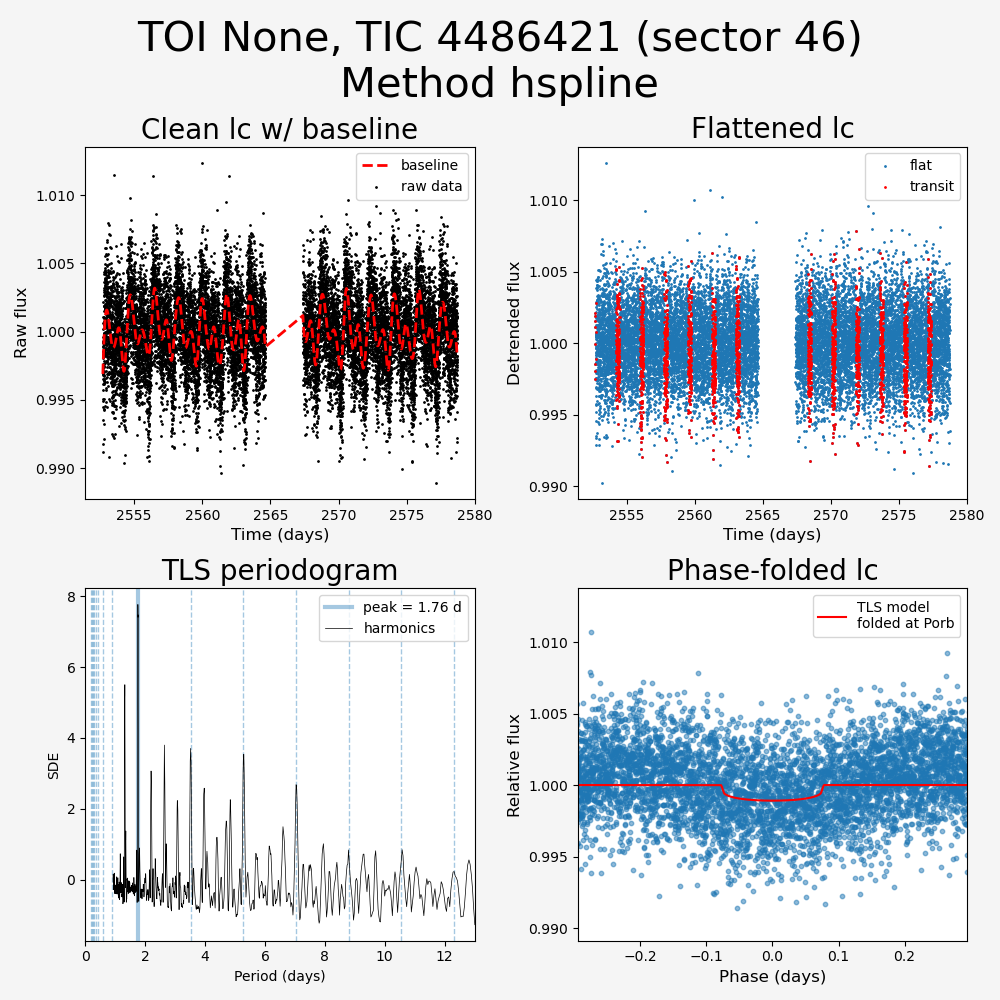 TOI None, TIC 4486421 (sector 46)
Method hspline
Clean lc w/ baseline
Flattened lc
baseline
raw data
flat
transit
Raw flux
1.010
1.005
1.000
0.995
0.990
2555 2560 2565 2570 2575 2580
Time (days)
Detrended flux
1.010
1.005
1.000
0.995
0.990
2555 2560 2565 2570 2575 2580
Time (days)
TLS periodogram
Phase-folded lc
peak = 1.76 d
harmonics
TLS model
folded at Porb
SDE
8
6
4
2
0
0 2 4 6 8 10 12
Period (days)
Relative flux
1.010
1.005
1.000
0.995
0.990
−0.2 −0.1 0.0 0.1 0.2
Phase (days)